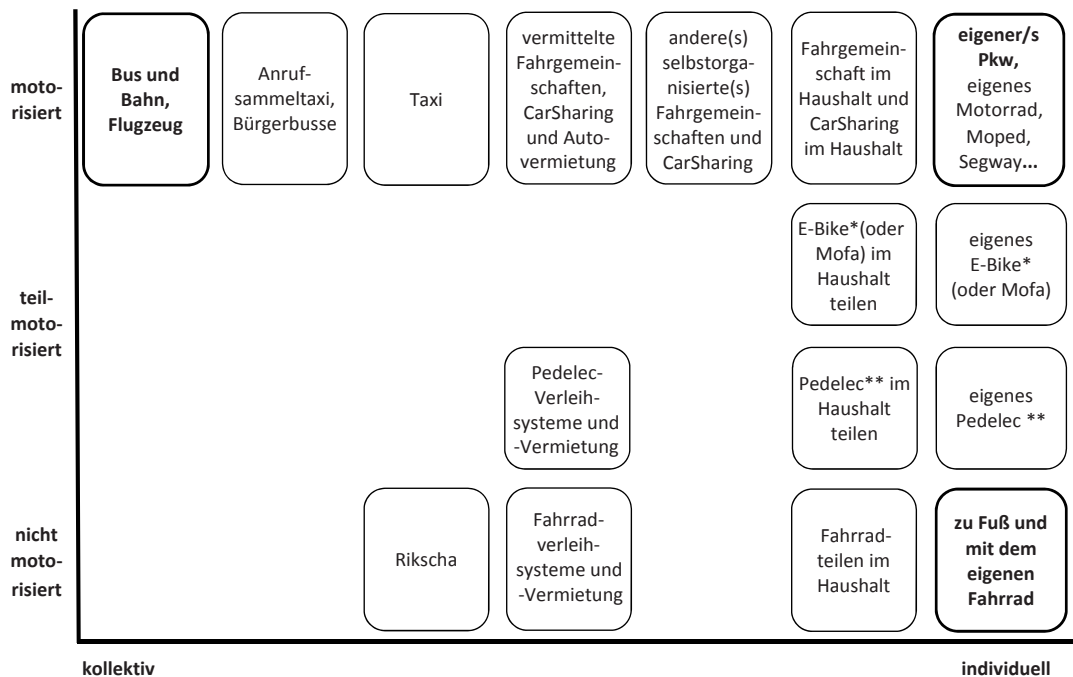 moto-
risiert
Bus und
Bahn,
Flugzeug
Anruf-
sammeltaxi,
Bürgerbusse
Taxi
vermittelte
Fahrgemein-
schaften,
CarSharing
und Auto-
vermietung
andere(s)
selbstorga-
nisierte(s)
Fahrgemein-
schaften und
CarSharing
Fahrgemein-
schaft im
Haushalt und
CarSharing
im Haushalt
eigener/s
Pkw,
eigenes
Motorrad,
Moped,
Segway...
teil-
moto-
risiert
E-Bike*(oder
Mofa) im
Haushalt
teilen
eigenes
E-Bike*
(oder Mofa)
Pedelec-
Verleih-
systeme und
-Vermietung
Pedelec** im
Haushalt
teilen
eigenes
Pedelec **
nicht
moto-
risiert
Rikscha
Fahrrad-
verleih-
systeme und
-Vermietung
Fahrrad-
teilen im
Haushalt
zu Fuß und
mit dem
eigenen
Fahrrad
kollektiv
individuell